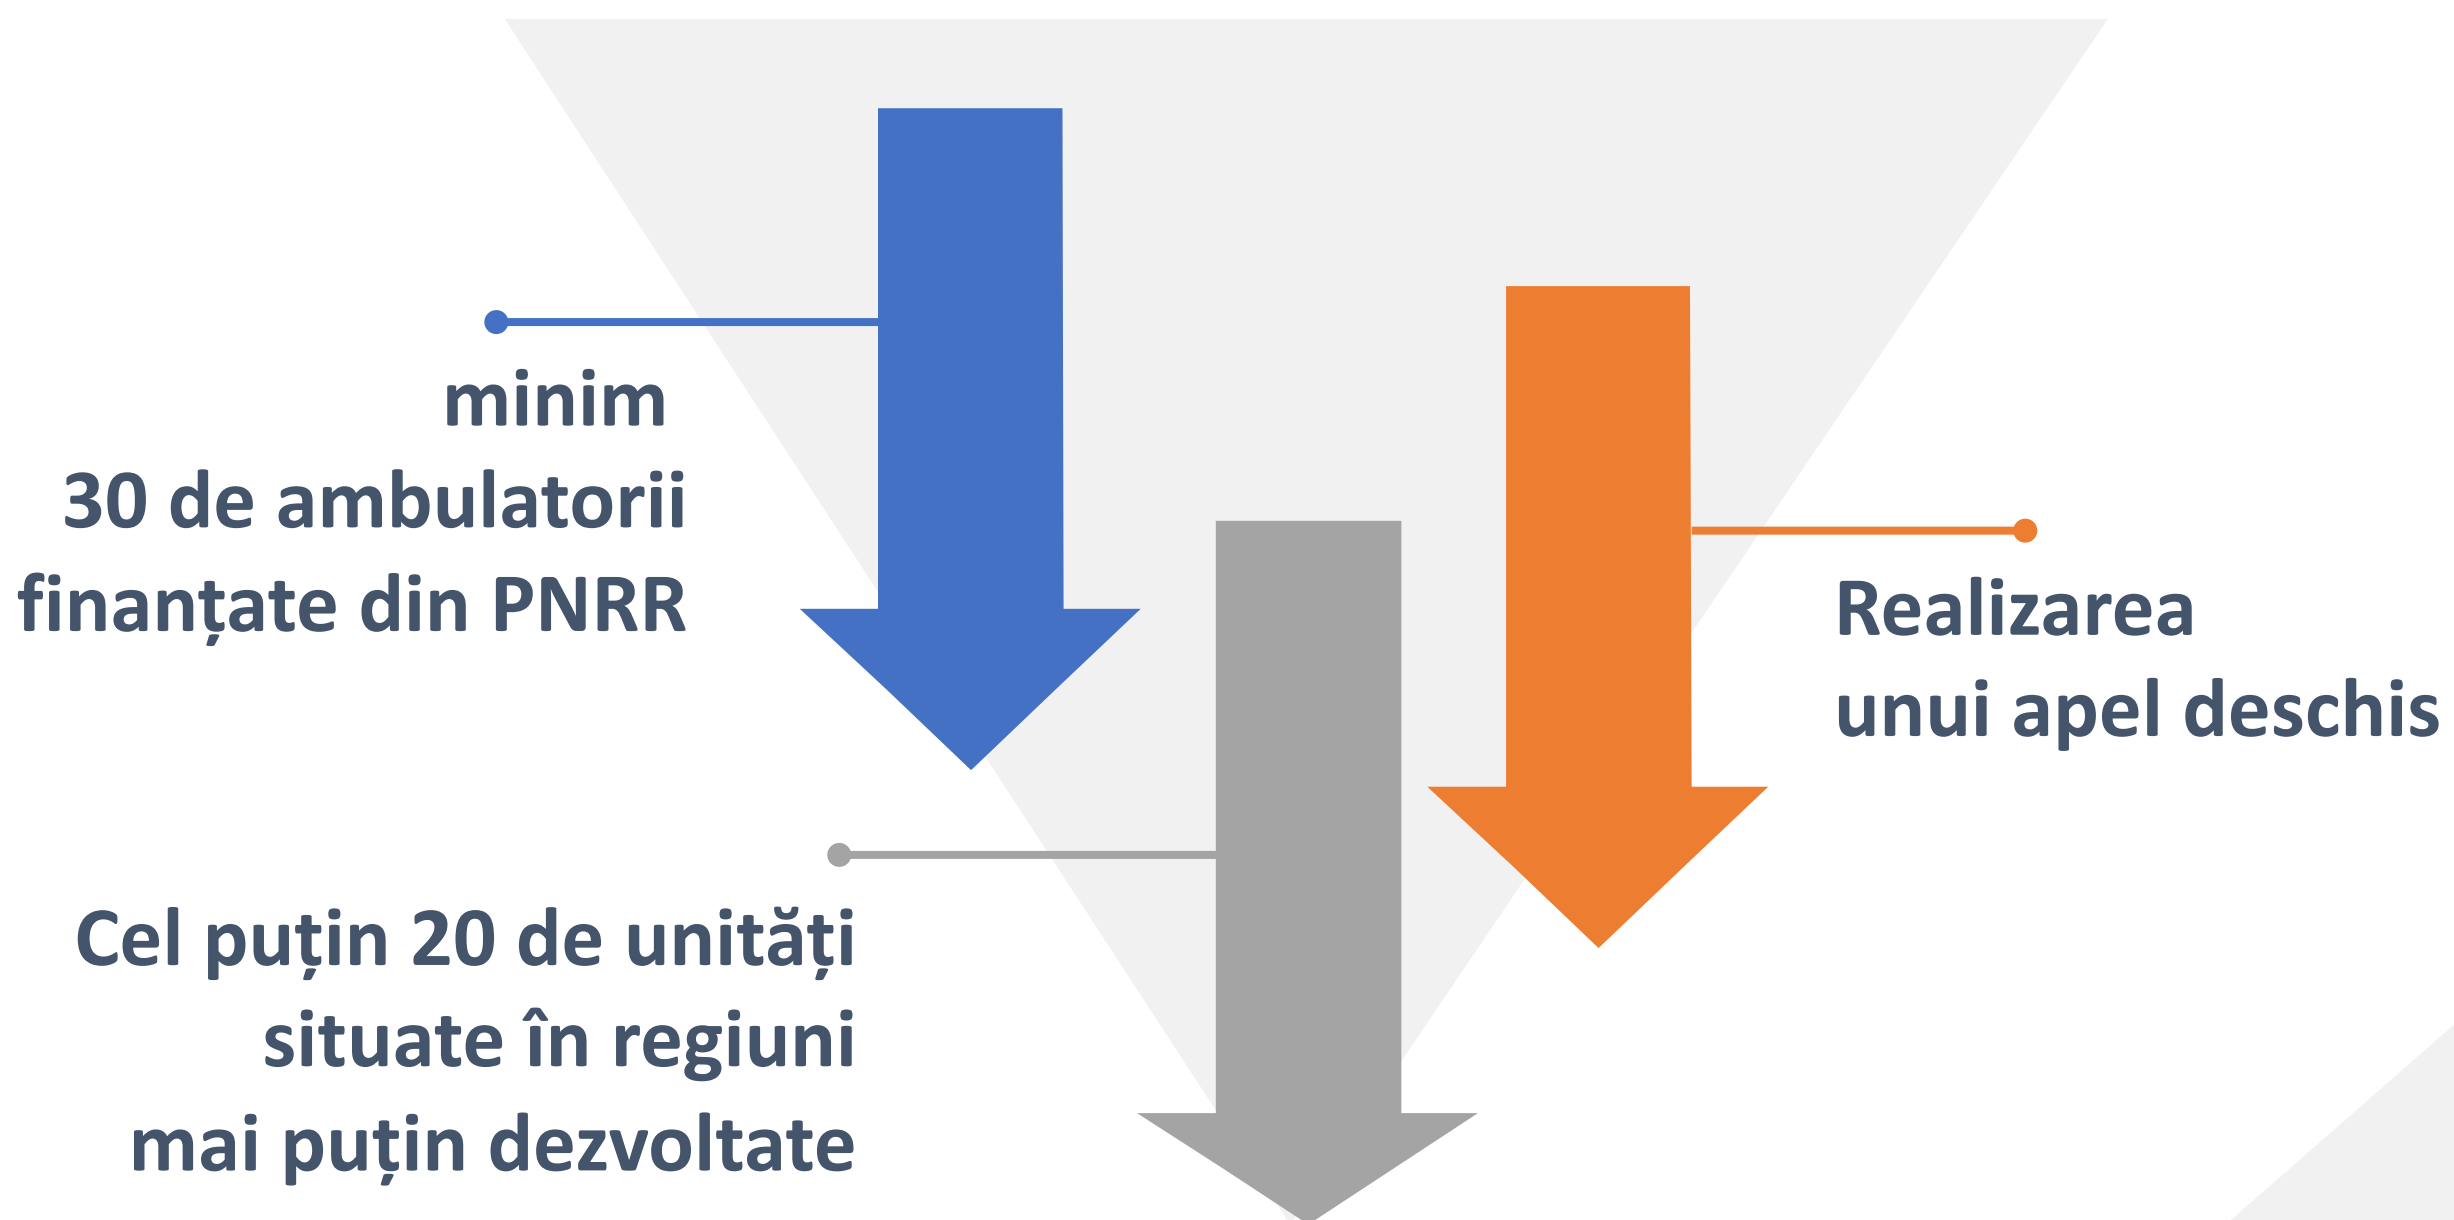 minim
30 de ambulatorii
finanțate din PNRR
Realizarea
unui apel deschis
Cel puțin 20 de unități
situate în regiuni
mai puțin dezvoltate